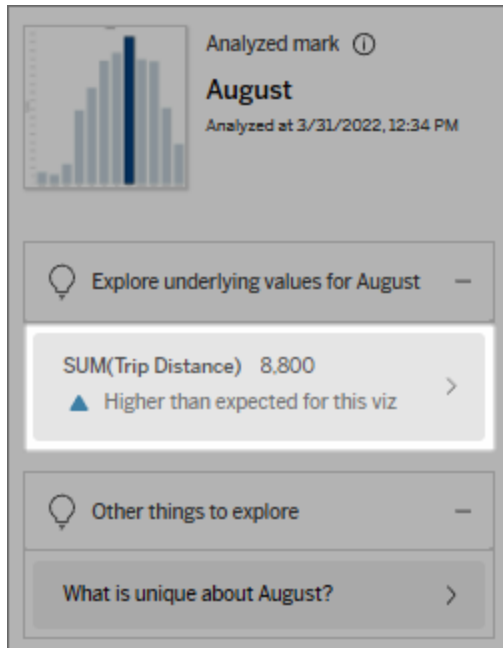 Analyzed mark
August
Analyzed at 3/31/2022, 12:34 PM
Explore underlying values for August
SUM(Trip Distance) 8,800
Higher than expected for this viz
Other things to explore
What is unique about August?